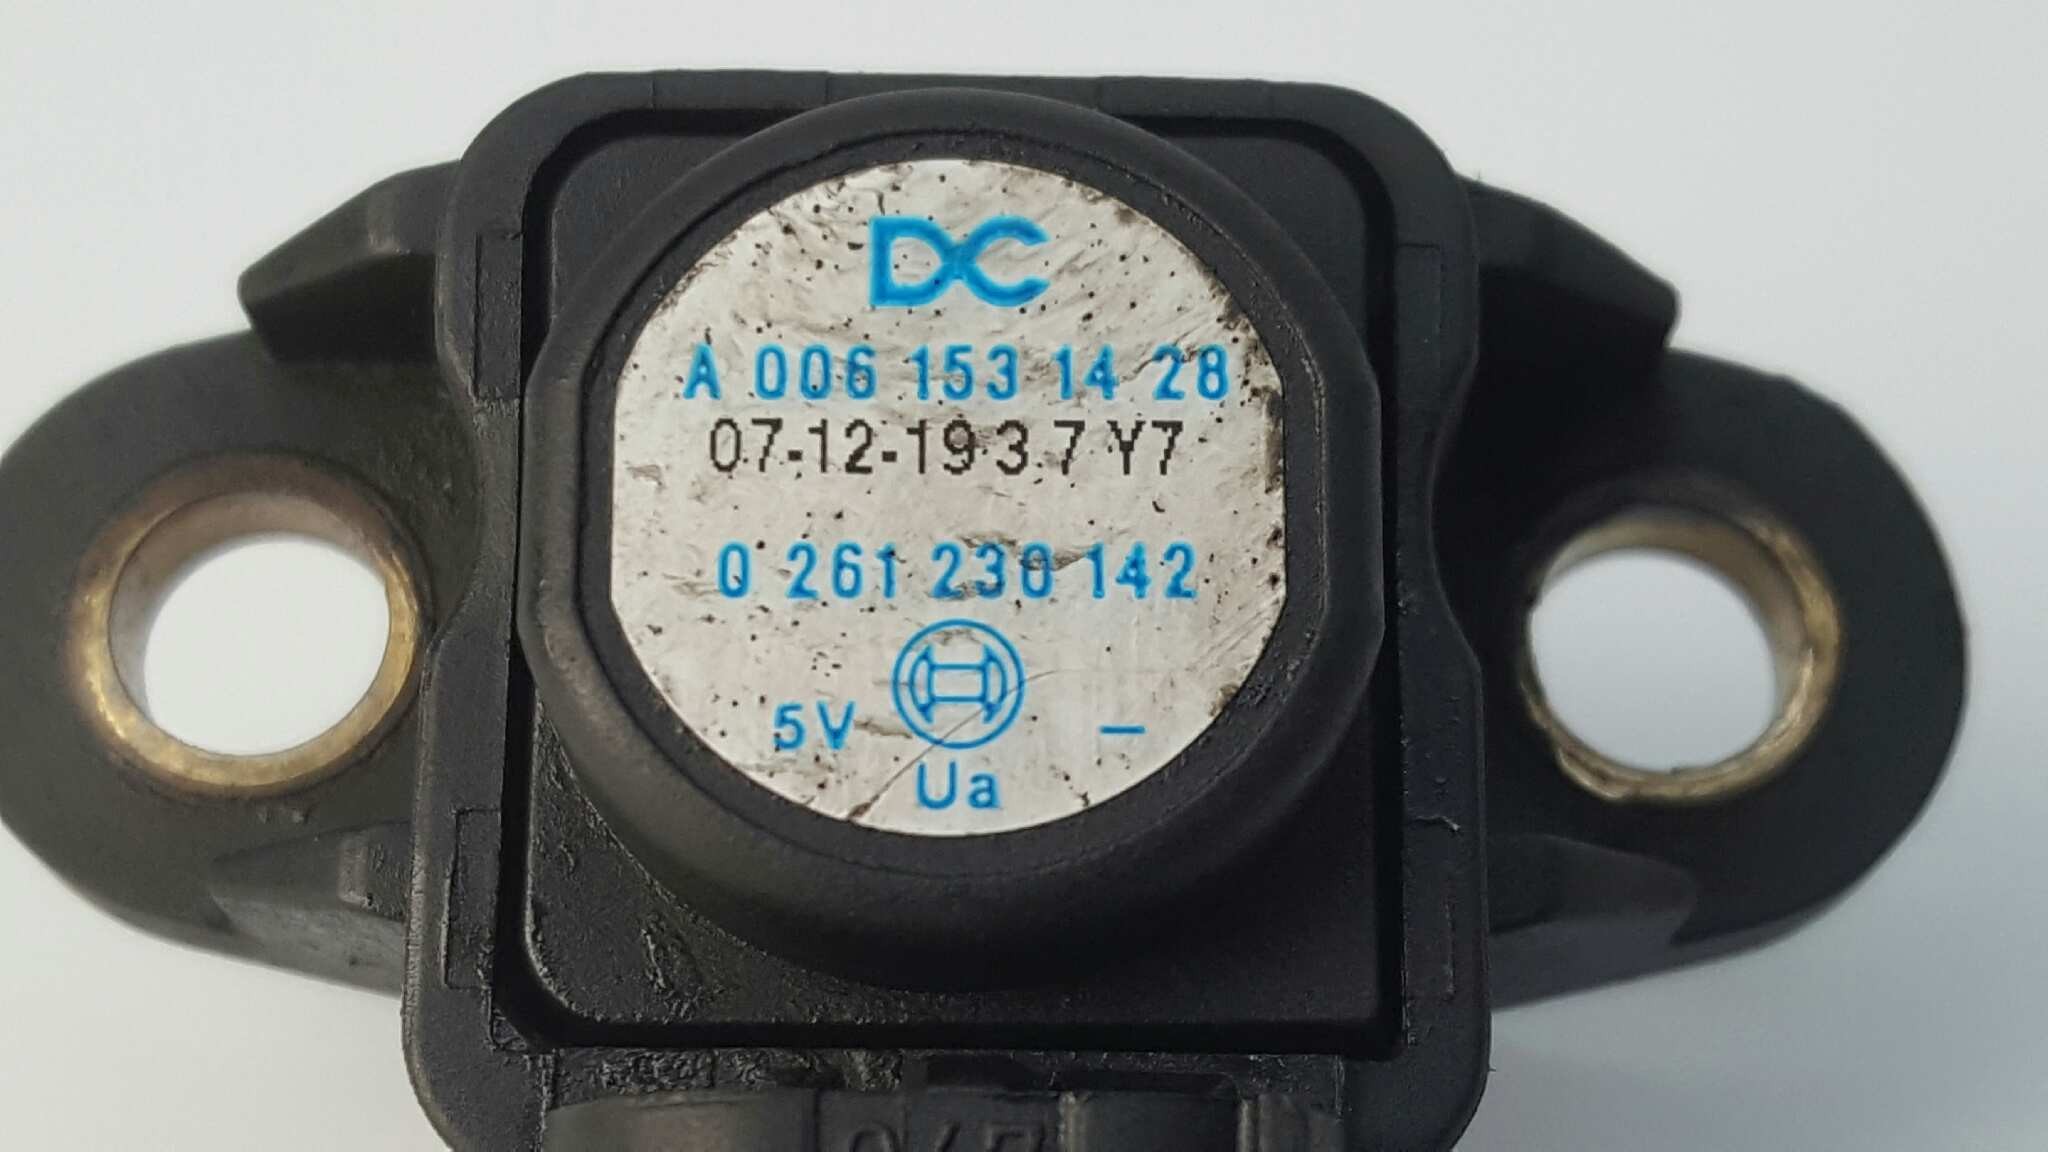 DC
A 006 153 14 28
07-12-19 3 7 Y7
0 261 230 142
5V -
Ua